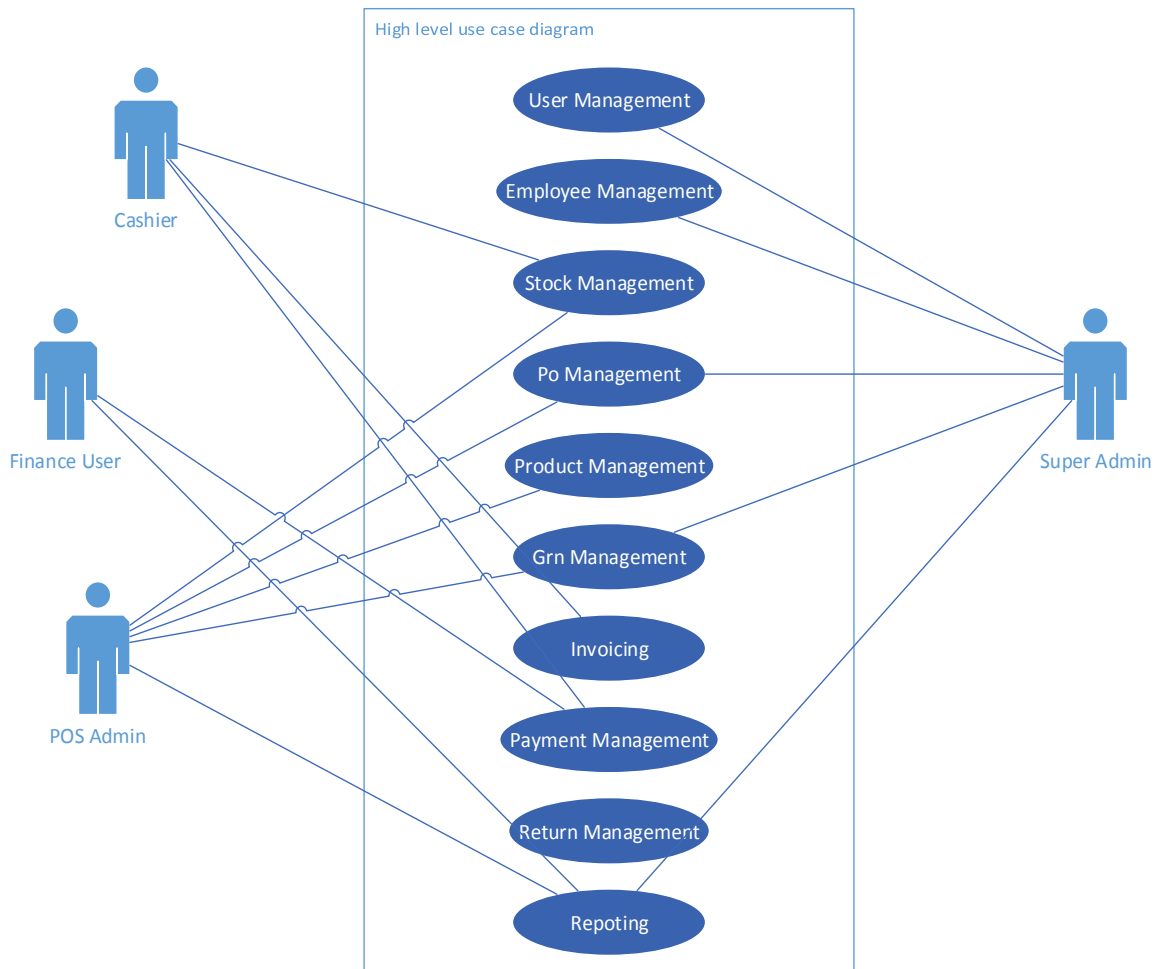 High level use case diagram
User Management
Cashier
Employee Management
Stock Management
Po Management
Finance User
Super Admin
Product Management
Grn Management
Invoicing
POS Admin
Payment Management
Return Management
Repoting